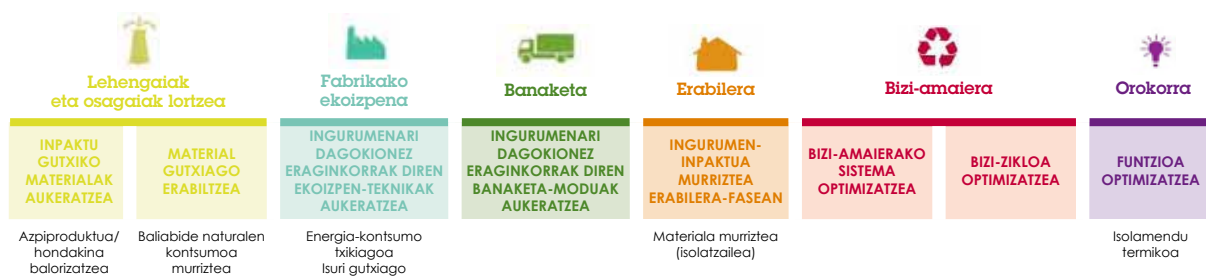 Lehengaiak
eta osagaiak lortzea
Fabrikako
ekoizpena
Banaketa
Erabilera
Bizi-amaiera
Orokorra
INPAKTU
GUTXIKO
MATERIALAK
AUKERATZEA
MATERIAL
GUTXIAGO
ERABILTZEA
INGURUMENARI
DAGOKIONEZ
ERAGINKORRAK DIREN
EKOIZPEN-TEKNIKAK
AUKERATZEA
INGURUMENARI
DAGOKIONEZ
ERAGINKORRAK DIREN
BANAKETA-MODUAK
AUKERATZEA
INGURUMEN-
INPAKTUA
MURRIZTEA
ERABILERA-FASEAN
BIZI-AMAIERAKO
SISTEMA
OPTIMIZATZEA
BIZI-ZIKLOA
OPTIMIZATZEA
FUNTZIOA
OPTIMIZATZEA
Azpiproduktua/
hondakina
balorizatzea
Baliabide naturalen
kontsumoa
murriztea
Energia-kontsumo
txikiagoa
Isuri gutxiago
Materiala murriztea
(isolatzailea)
Isolamendu
termikoa